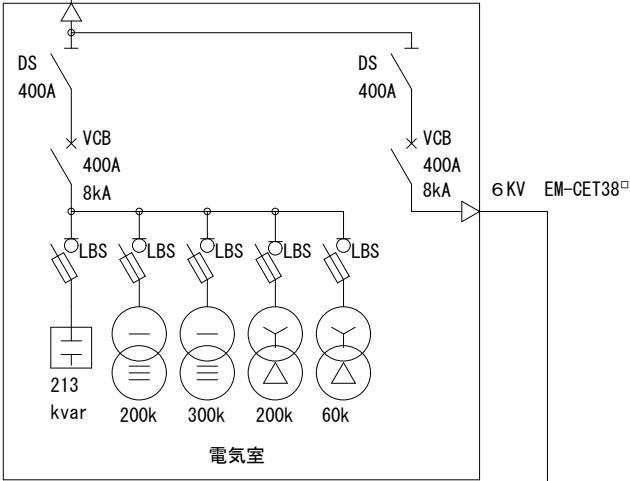 DS
400A
DS
400A
VCB
400A
8kA
VCB
400A
8kA
6KV EM-CET38□
LBS
LBS
LBS
LBS
LBS
213
kvar
200k
300k
200k
60k
電気室